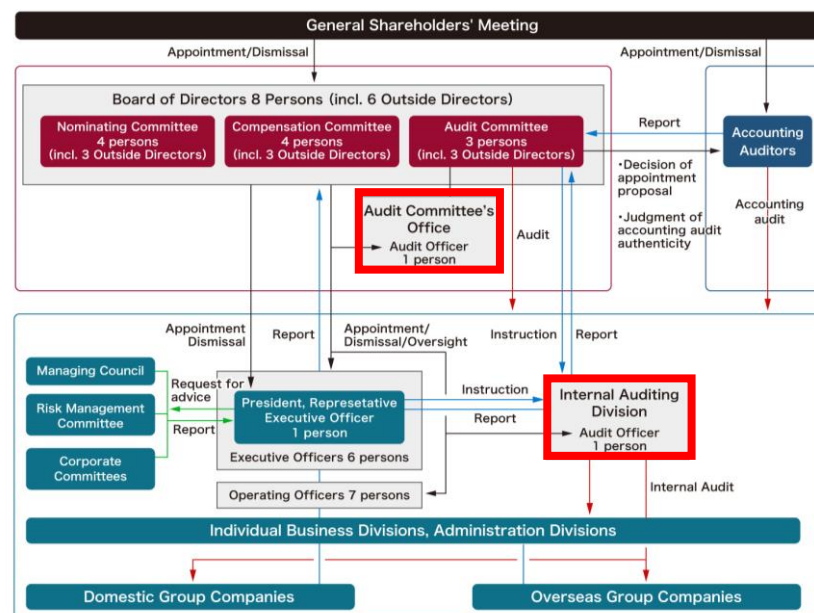 General Shareholders' Meeting
Appointment/Dismissal
Appointment/Dismissal
Board of Directors 8 Persons (incl. 6 Outside Directors)
Nominating Committee
4 persons
(incl. 3 Outside Directors)
Compensation Committee
4 persons
(incl. 3 Outside Directors)
Audit Committee
3 persons
(incl. 3 Outside Directors)
Report
Accounting
Auditors
・Decision of
appointment
proposal
・Judgment of
accounting audit
authenticity
Accounting
audit
Audit Committee's
Office
Audit Officer
1 person
Audit
Appointment
Dismissal
Report
Appointment/
Dismissal/Oversight
Instruction
Report
Managing Council
Risk Management
Committee
Corporate
Committees
Request for
advice
Report
President, Represetative
Executive Officer
1 person
Executive Officers 6 persons
Instruction
Report
Internal Auditing
Division
Audit Officer
1 person
Operating Officers 7 persons
Internal Audit
Individual Business Divisions, Administration Divisions
Domestic Group Companies
Overseas Group Companies